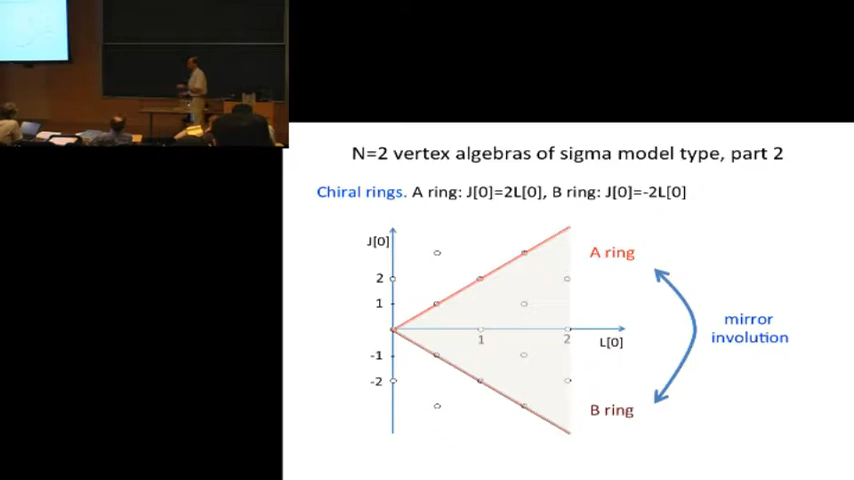 N=2 vertex algebras of sigma model type, part 2
Chiral rings. A ring: J[0]=2L[0], B ring: J[0]=-2L[0]
J[0]
A ring
2
1
mirror
involution
1
2
L[0]
-1
-2
B ring